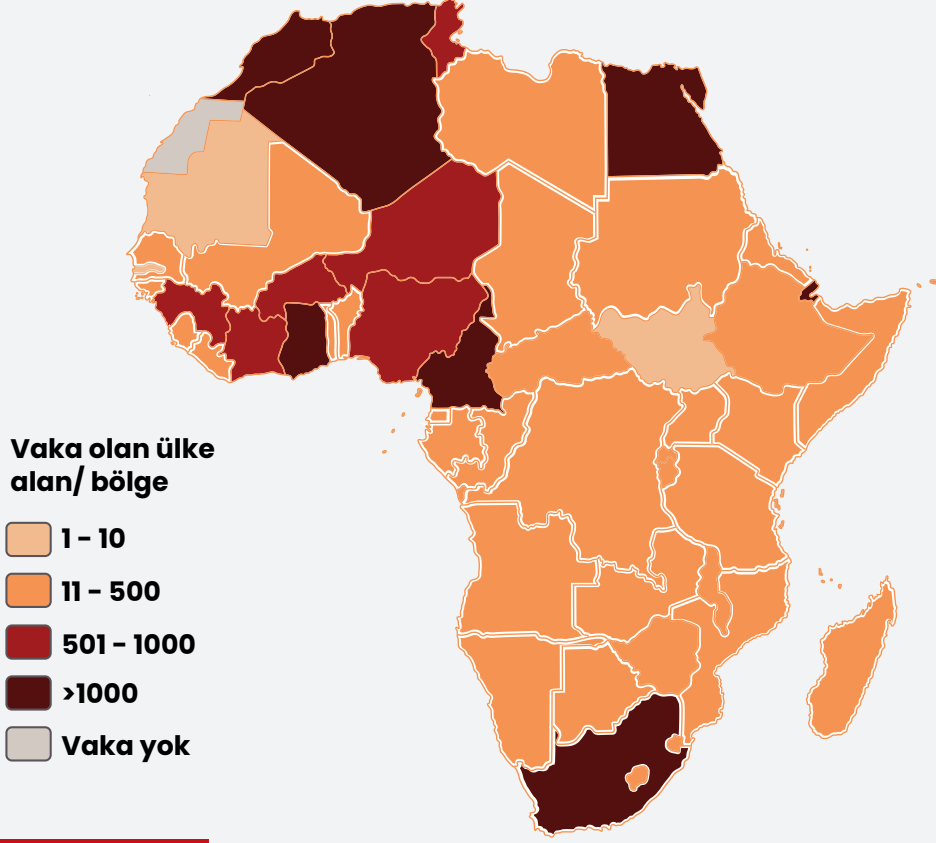 Vaka olan ülke
alan/ bölge
1 - 10
11 - 500
501 - 1000
>1000
Vaka yok